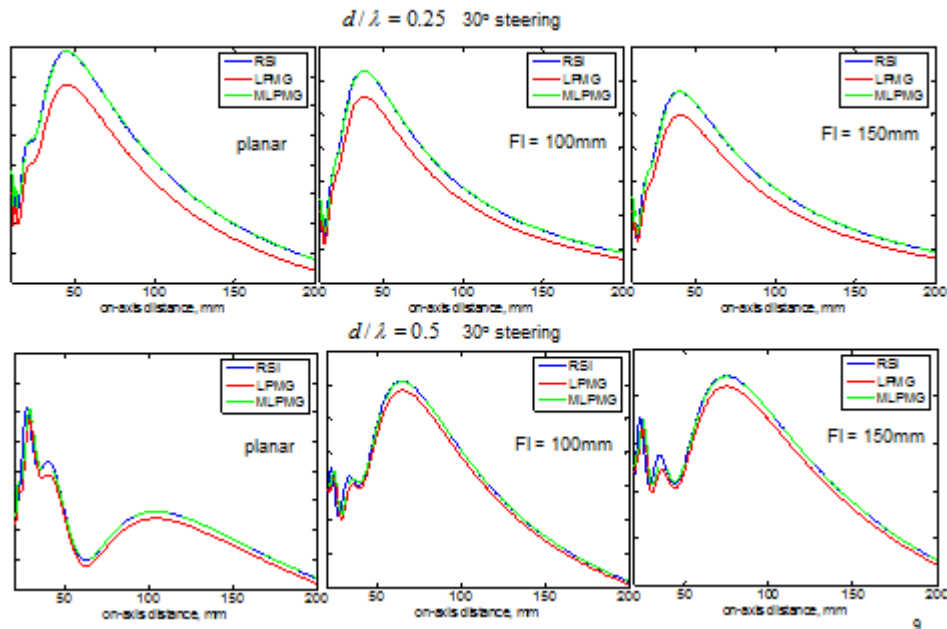 d / λ = 0.25 30º steering
RSI
LPMG
MLPMG
planar
50 100 150 200
on-axis distance, mm
RSI
LPMG
MLPMG
Fl = 100mm
50 100 150 200
on-axis distance, mm
RSI
LPMG
MLPMG
Fl = 150mm
50 100 150 200
on-axis distance, mm
d / λ = 0.5 30º steering
RSI
LPMG
MLPMG
planar
50 100 150 200
on-axis distance, mm
RSI
LPMG
MLPMG
Fl = 100mm
50 100 150 200
on-axis distance, mm
RSI
LPMG
MLPMG
Fl = 150mm
50 100 150 200
on-axis distance, mm
9